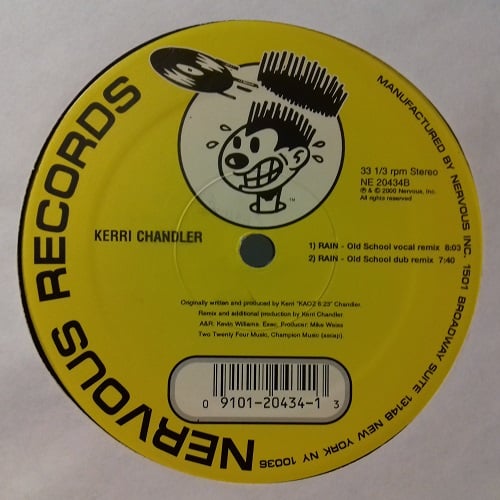 NERVOUS RECORDS
MANUFACTURED BY NERVOUS INC. 1501 BROADWAY SUITE 1314B NEW YORK NY 10036
TM
33 1/3 rpm Stereo
NE 20434B
℗ & © 2000 Nervous, Inc.
All rights reserved
KERRI CHANDLER
1) RAIN - Old School vocal remix 8:03
2) RAIN - Old School dub remix 7:40
Originally written and produced by Kerri "KAOZ 6:23" Chandler.
Remix and additional production by Kerri Chandler.
A&R: Kevin Williams. Exec. Producer: Mike Weiss
Two Twenty Four Music, Champion Music (ascap).
0 9101-20434-1 3